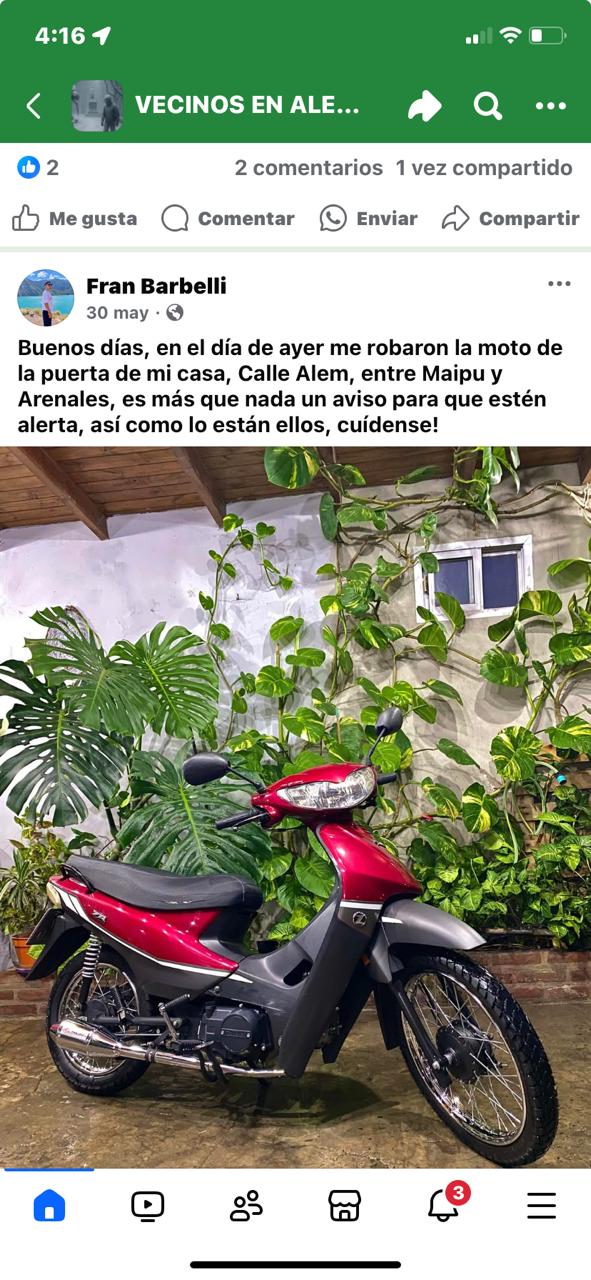 4:16
VECINOS EN ALE...
2
2 comentarios 1 vez compartido
Me gusta
Comentar
Enviar
Compartir
Fran Barbelli
30 may ·
Buenos días, en el día de ayer me robaron la moto de
la puerta de mi casa, Calle Alem, entre Maipu y
Arenales, es más que nada un aviso para que estén
alerta, así como lo están ellos, cuídense!
3